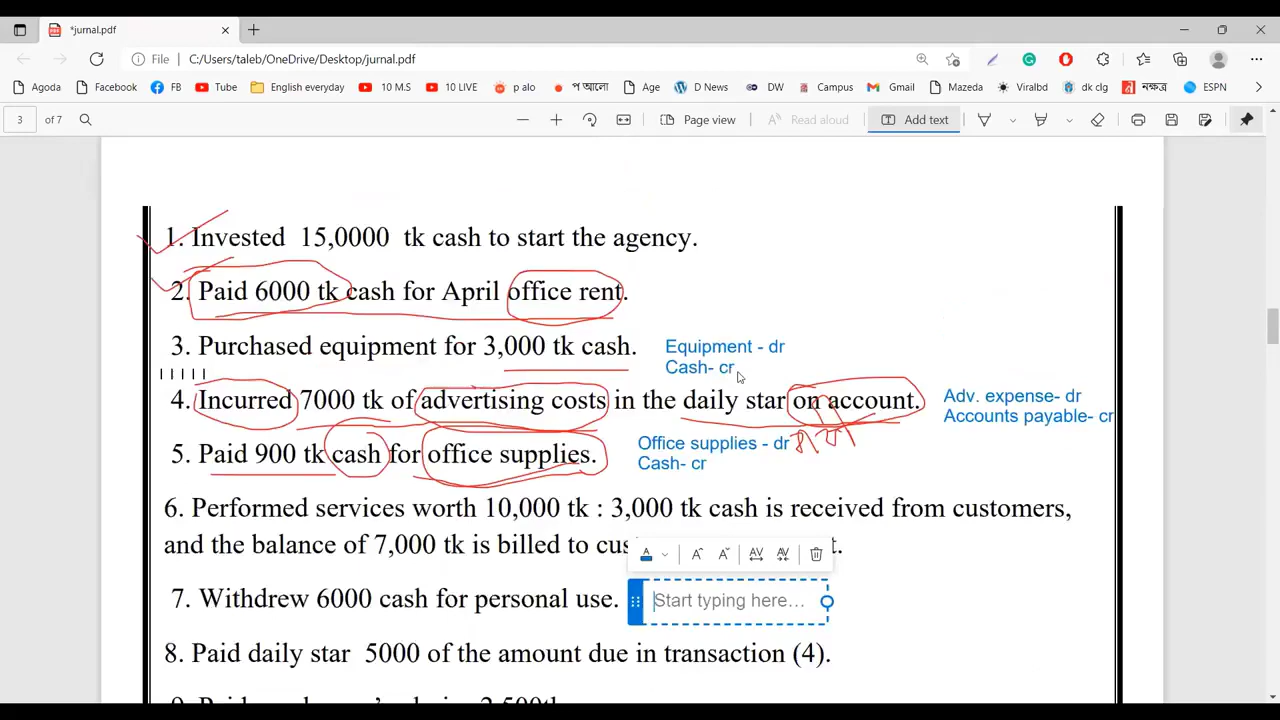 *jurnal.pdf
File C:/Users/taleb/OneDrive/Desktop/jurnal.pdf
Agoda Facebook FB Tube English everyday 10 M.S 10 LIVE p alo প আলো Age D News DW Campus Gmail Mazeda Viralbd dk clg নক্ষত্র ESPN
3 of 7 Page view Read aloud Add text
1. Invested 15,0000 tk cash to start the agency.
2. Paid 6000 tk cash for April office rent.
3. Purchased equipment for 3,000 tk cash. Equipment - dr
Cash- cr
4. Incurred 7000 tk of advertising costs in the daily star on account. Adv. expense- dr
Accounts payable- cr
5. Paid 900 tk cash for office supplies. Office supplies - dr
Cash- cr
6. Performed services worth 10,000 tk : 3,000 tk cash is received from customers,
and the balance of 7,000 tk is billed to
7. Withdrew 6000 cash for personal use. Start typing here...
8. Paid daily star 5000 of the amount due in transaction (4).